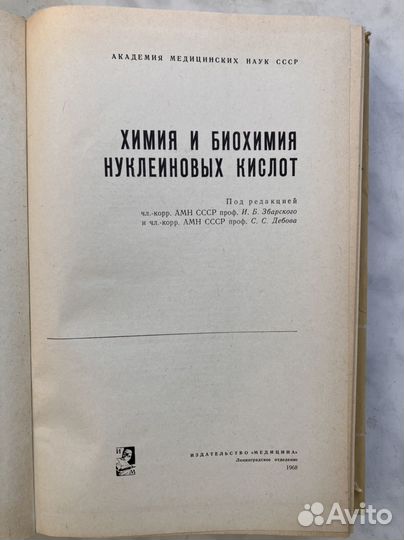 АКАДЕМИЯ МЕДИЦИНСКИХ НАУК СССР
ХИМИЯ И БИОХИМИЯ
НУКЛЕИНОВЫХ КИСЛОТ
Под редакцией
чл.-корр. АМН СССР проф. И. Б. Збарского
и чл.-корр. АМН СССР проф. С. С. Дебова
И
М
ИЗДАТЕЛЬСТВО «МЕДИЦИНА»
Ленинградское отделение
1968
Avito